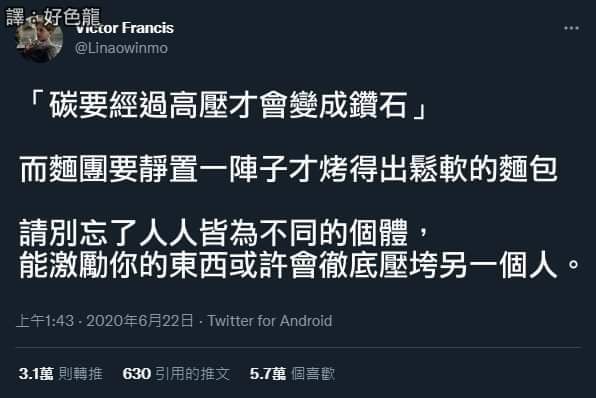 譯：好色龍
Victor Francis
@Linaowinmo
「碳要經過高壓才會變成鑽石」
而麵團要靜置一陣子才烤得出鬆軟的麵包
請別忘了人人皆為不同的個體，
能激勵你的東西或許會徹底壓垮另一個人。
上午1:43 · 2020年6月22日 · Twitter for Android
3.1萬 則轉推 630 引用的推文 5.7萬 個喜歡